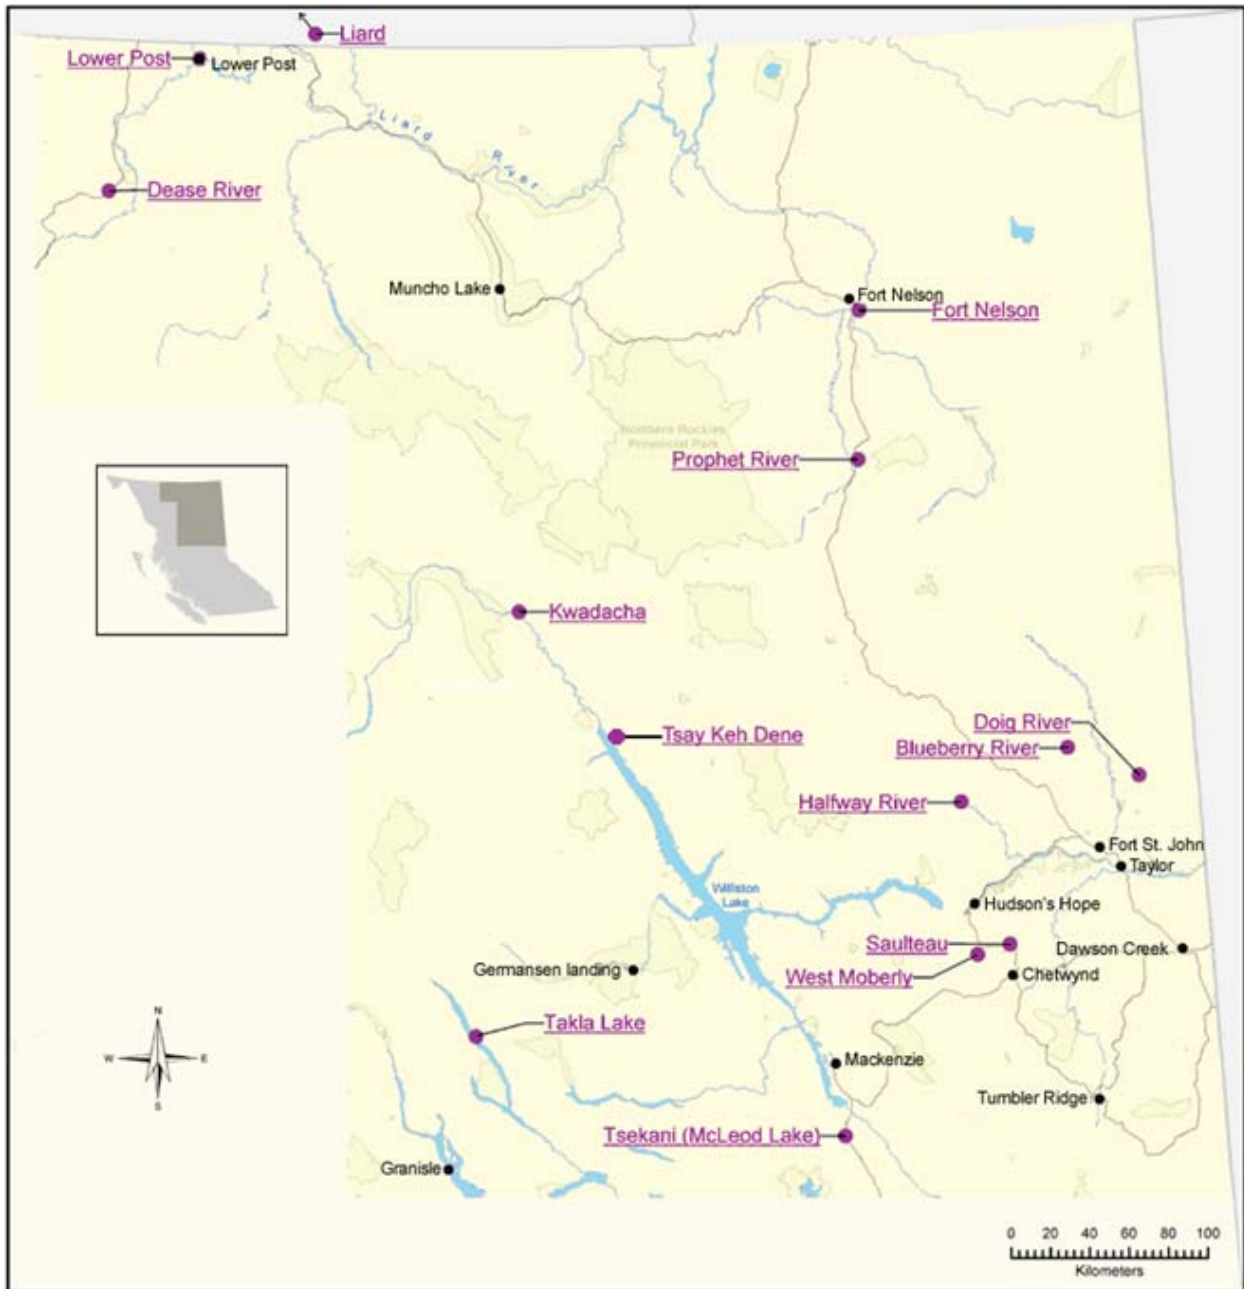 Liard
Lower Post
Lower Post
Liard
River
Dease River
Muncho Lake
Fort Nelson
Fort Nelson
Northern Rockies
Provincial Park
Prophet River
Kwadacha
Doig River
Tsay Keh Dene
Blueberry River
Halfway River
Fort St. John
Taylor
Williston
Lake
Hudson's Hope
Saulteau
Dawson Creek
Germansen landing
West Moberly
Chetwynd
Takla Lake
N
W
E
S
Mackenzie
Tumbler Ridge
Tsekani (McLeod Lake)
Granisle
0 20 40 60 80 100
Kilometers